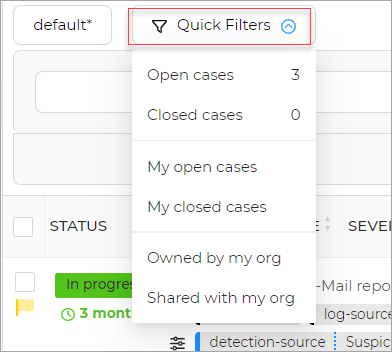 default*
Quick Filters
Open cases 3
Closed cases 0
My open cases
My closed cases
Owned by my org
Shared with my org
STATUS
In progres
-Mail repo
3 mont
log-source
detection-source Suspic